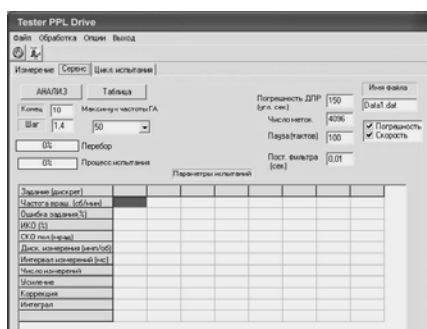 Tester PPL Drive
Файл Обработка Опции Выход
Измерение Сервис Цикл испытания
АНАЛИЗ Таблица
Конец 10 Максимум частоты ГА
Шаг 1,4 50
0% Перебор
0% Процесс испытания
Погрешность ДПР (угл. сек) 150
Число меток. 4096
Пауза (тактов) 100
Пост. фильтра (сек) 0,01
Имя файла
Data1.dat
Погрешность
Скорость
Параметры испытаний
Задание (дискрет)
Частота вращ. (об/мин)
Ошибка задания(%)
ИКО (%)
СКО пол.(мрад)
Диск. измерения (имп/об)
Интервал измерений (мс)
Число измерений
Усиление
Коррекция
Интеграл